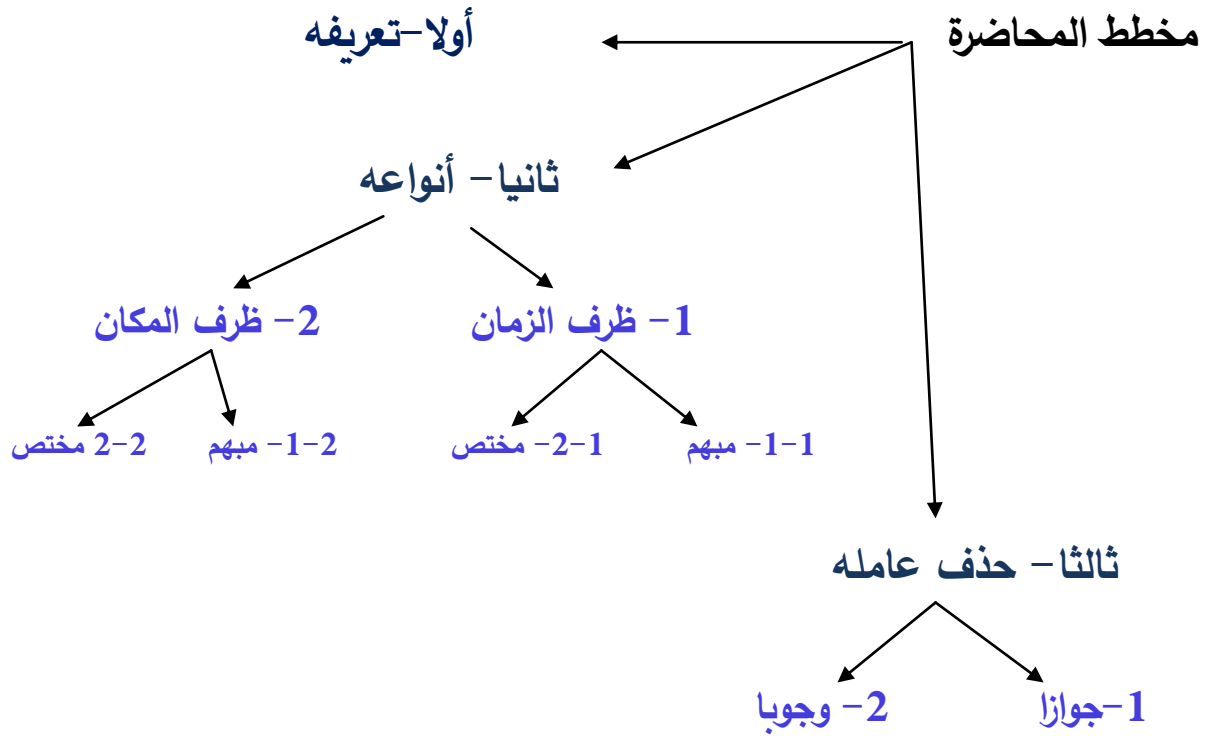 مخطط المحاضرة
أولا-تعريفه
ثانيا- أنواعه
1- ظرف الزمان
2- ظرف المكان
1-1- مبهم
1-2- مختص
2-1- مبهم
2-2 مختص
ثالثا- حذف عامله
1-جوازا
2- وجوبا